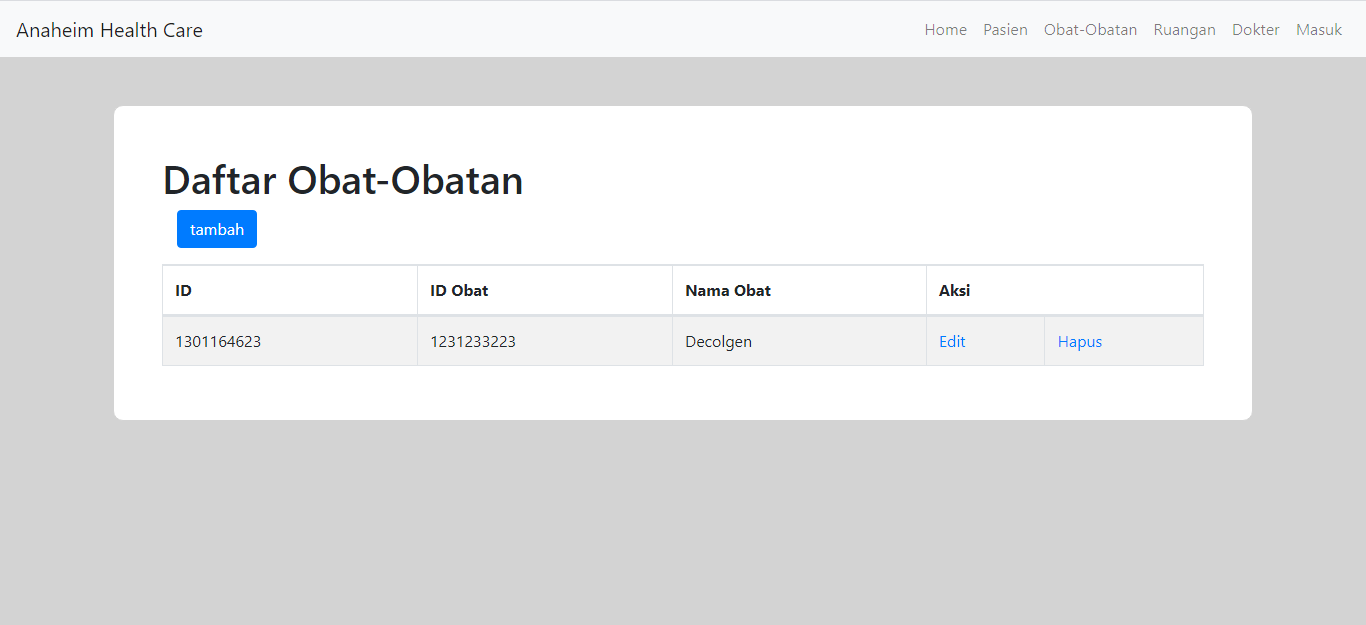 Anaheim Health Care Home Pasien Obat-Obatan Ruangan Dokter Masuk
Daftar Obat-Obatan
tambah
ID ID Obat Nama Obat Aksi
1301164623 1231233223 Decolgen Edit Hapus